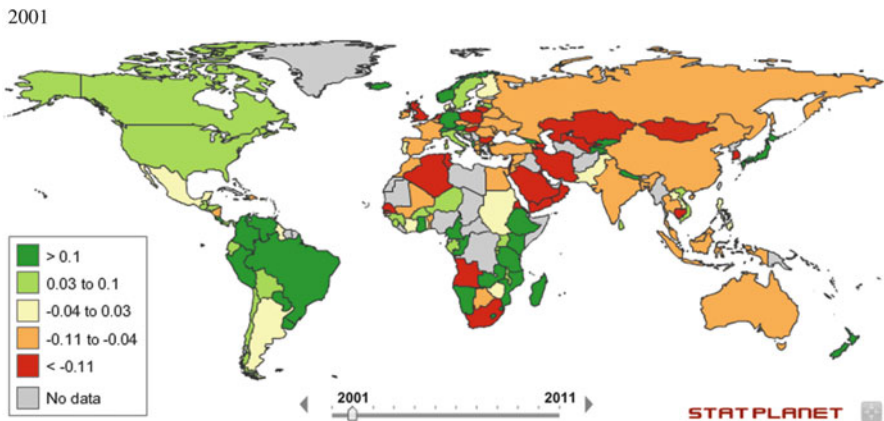 2001
> 0.1
0.03 to 0.1
-0.04 to 0.03
-0.11 to -0.04
< -0.11
No data
2001 2011
STATPLANET